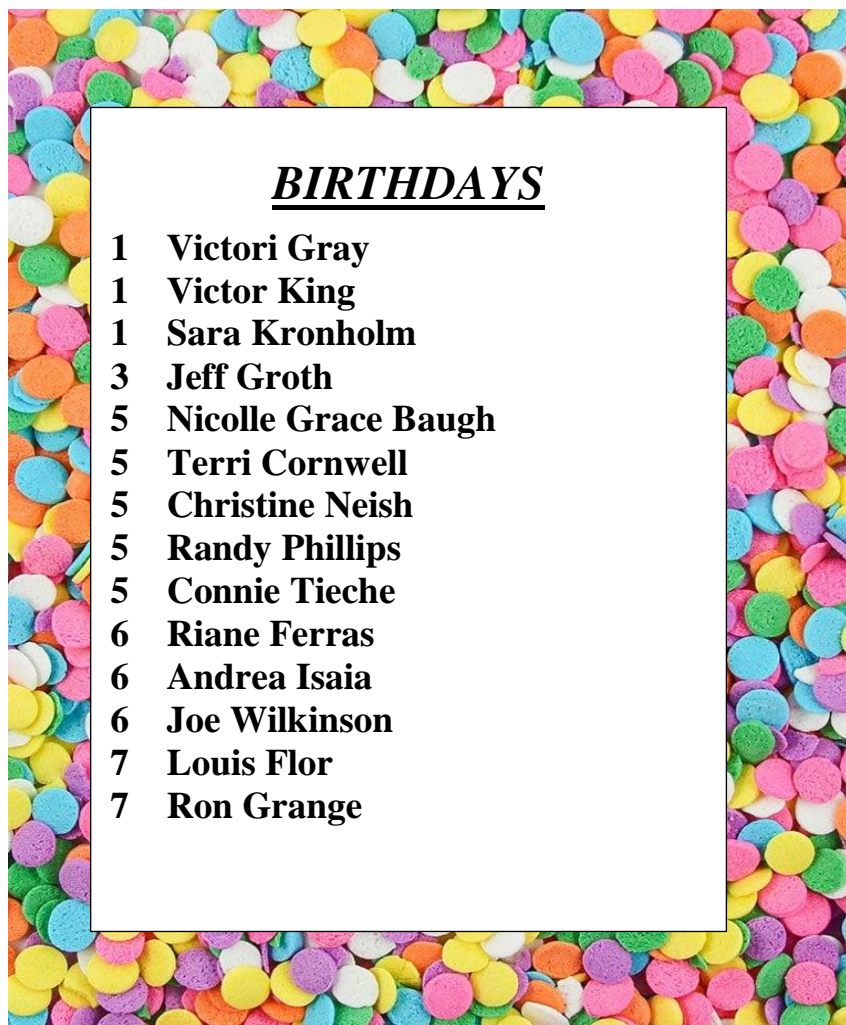 BIRTHDAYS
1 Victori Gray
1 Victor King
1 Sara Kronholm
3 Jeff Groth
5 Nicolle Grace Baugh
5 Terri Cornwell
5 Christine Neish
5 Randy Phillips
5 Connie Tieche
6 Riane Ferras
6 Andrea Isaia
6 Joe Wilkinson
7 Louis Flor
7 Ron Grange